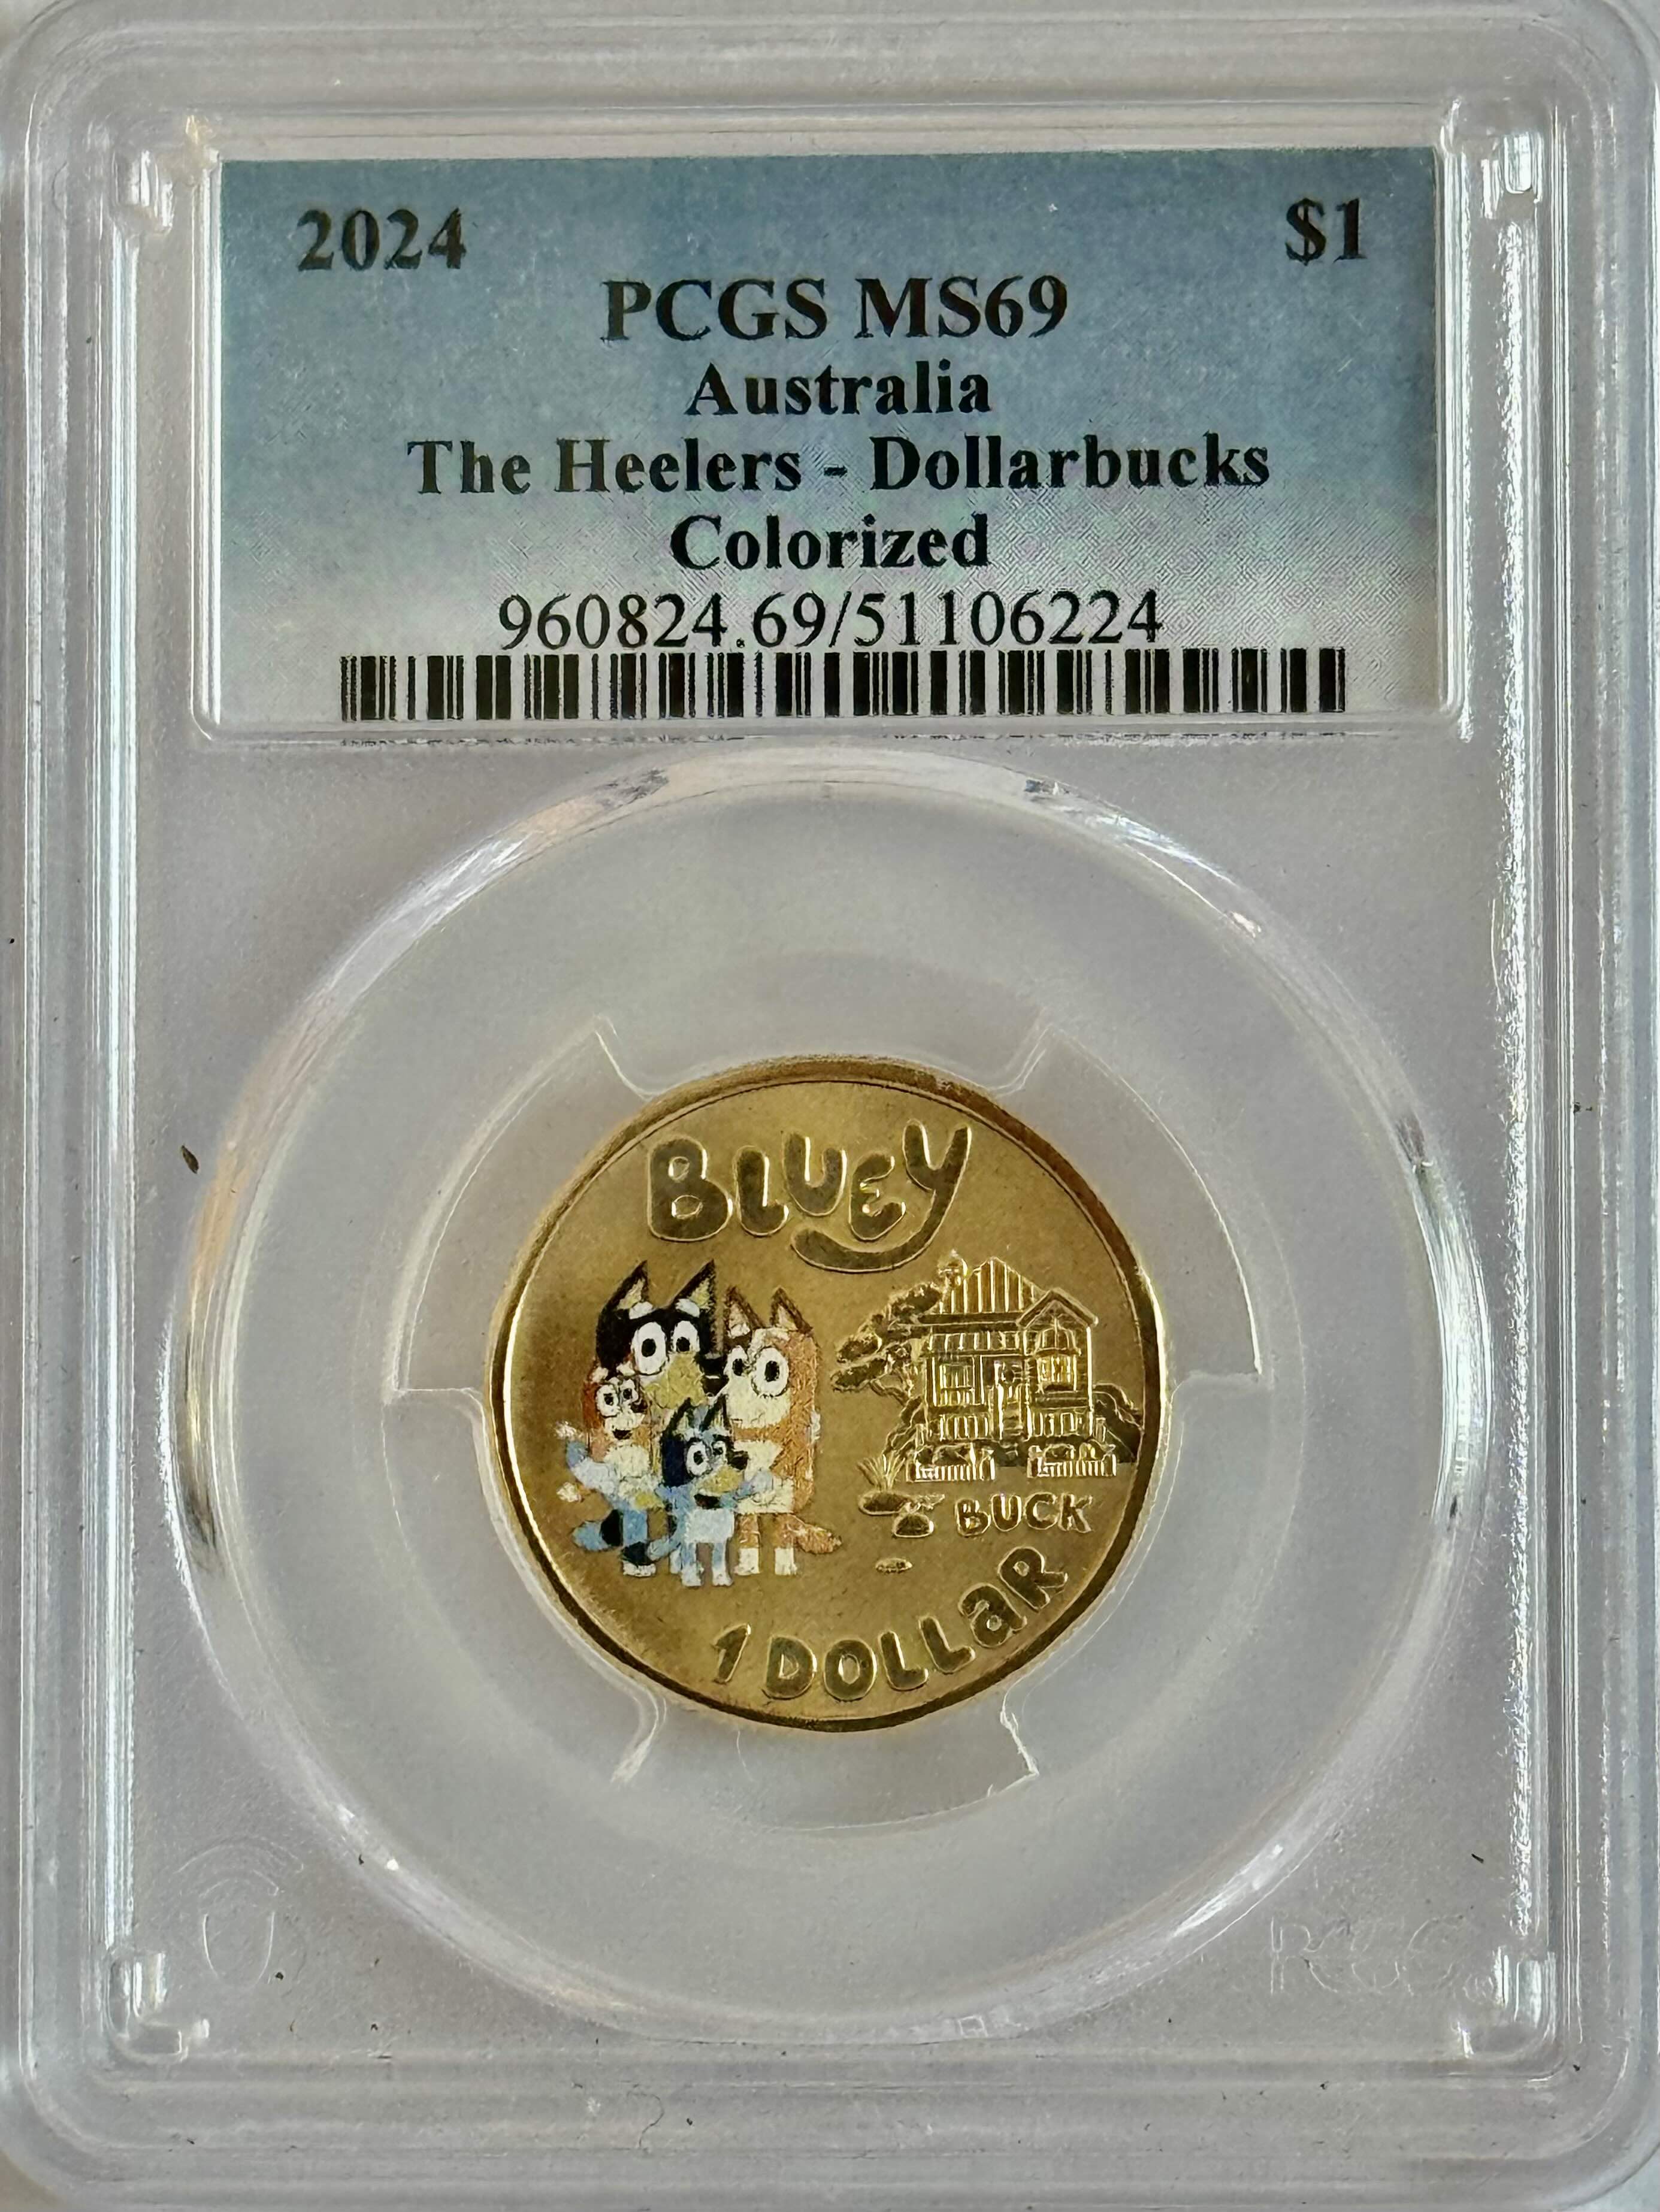 2024 $1
PCGS MS69
Australia
The Heelers - Dollarbucks
Colorized
960824.69/51106224
BLUEY
BUCK
1 DOLLaR